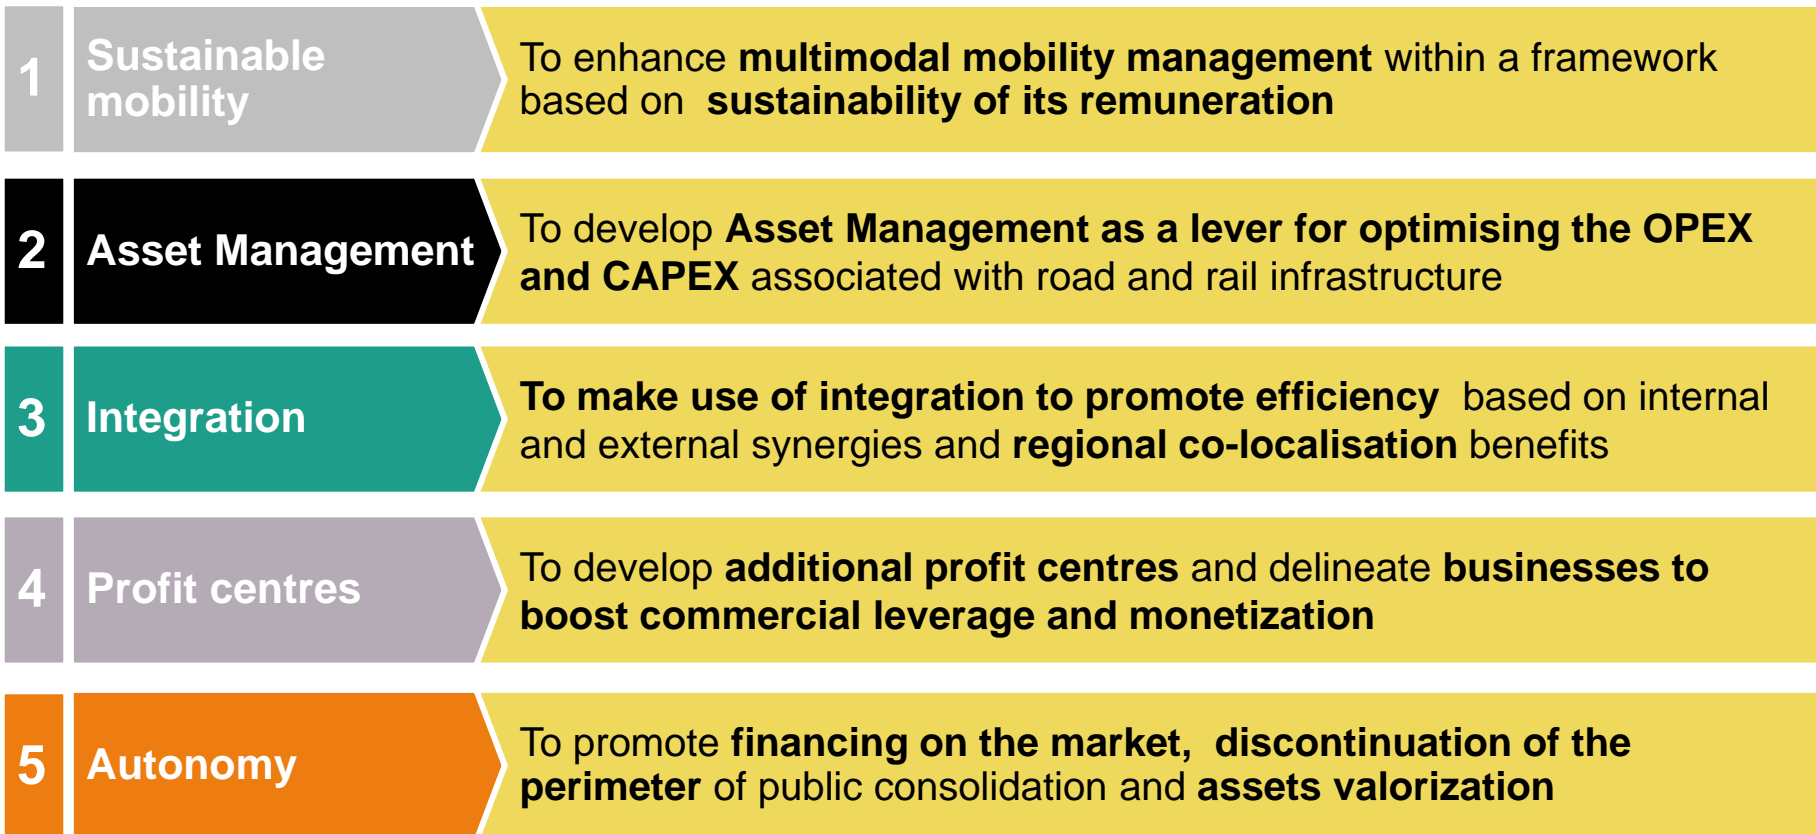 1
Sustainable
mobility
To enhance multimodal mobility management within a framework
based on  sustainability of its remuneration
2
Asset Management
To develop Asset Management as a lever for optimising the OPEX
and CAPEX associated with road and rail infrastructure
3
Integration
To make use of integration to promote efficiency  based on internal
and external synergies and regional co-localisation benefits
4
Profit centres
To develop additional profit centres and delineate businesses to
boost commercial leverage and monetization
5
Autonomy
To promote financing on the market,  discontinuation of the
perimeter of public consolidation and assets valorization